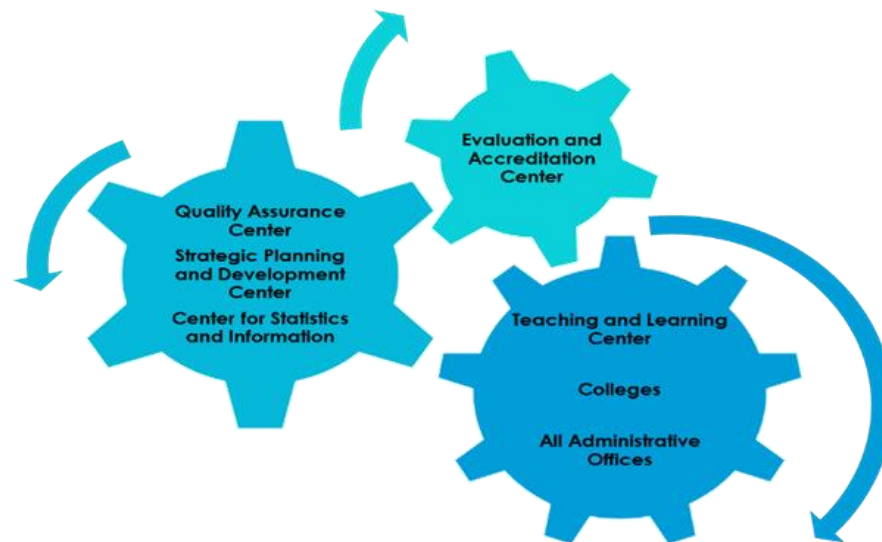 Evaluation and
Accreditation
Center
Quality Assurance
Center
Strategic Planning
and Development
Center
Center for Statistics
and Information
Teaching and Learning
Center
Colleges
All Administrative
Offices